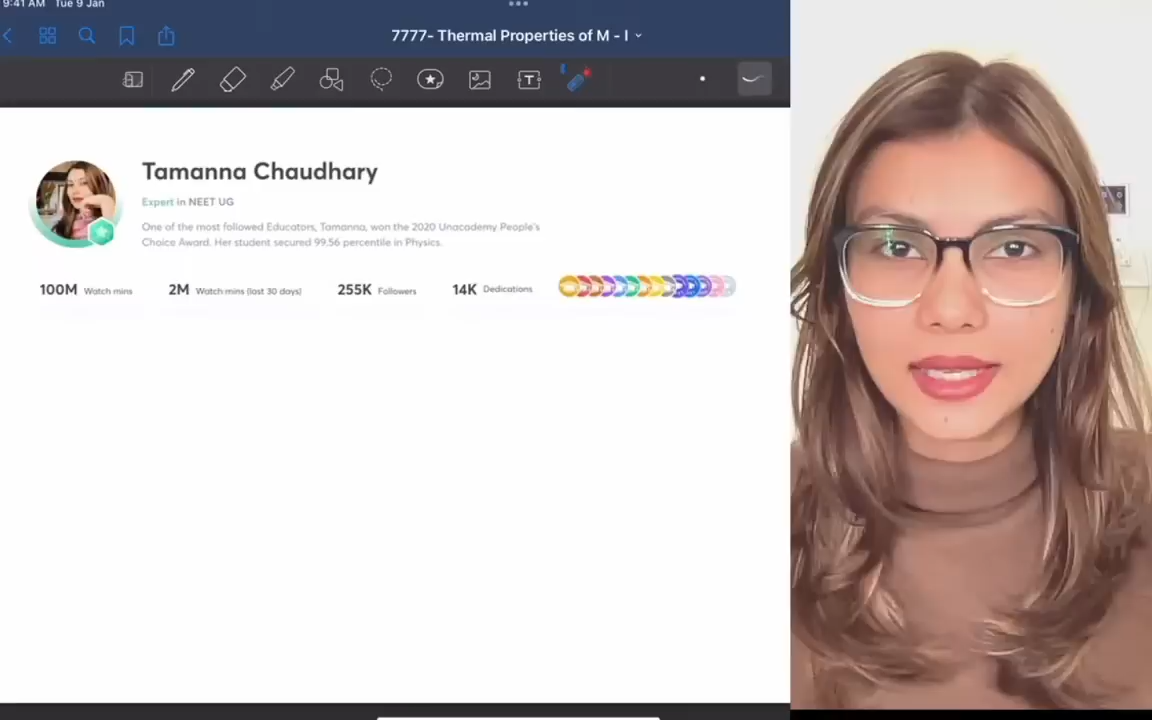 9:41 AM Tue 9 Jan
7777- Thermal Properties of M - I
T
Tamanna Chaudhary
Expert in NEET UG
One of the most followed Educators, Tamanna, won the 2020 Unacademy People's
Choice Award. Her student secured 99.56 percentile in Physics.
100M Watch mins 2M Watch mins (last 30 days) 255K Followers 14K Dedications